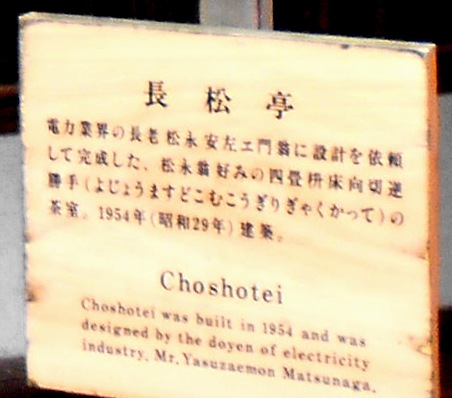 長松亭
電力業界の長老松永安左エ門翁に設計を依頼
して完成した、松永翁好みの四畳枡床向切逆
勝手(よじょうますどこむこうぎりぎゃくかって)の
茶室。1954年(昭和29年)建築。
Choshotei
Choshotei was built in 1954 and was
designed by the doyen of electricity
industry, Mr.Yasuzaemon Matsunaga.